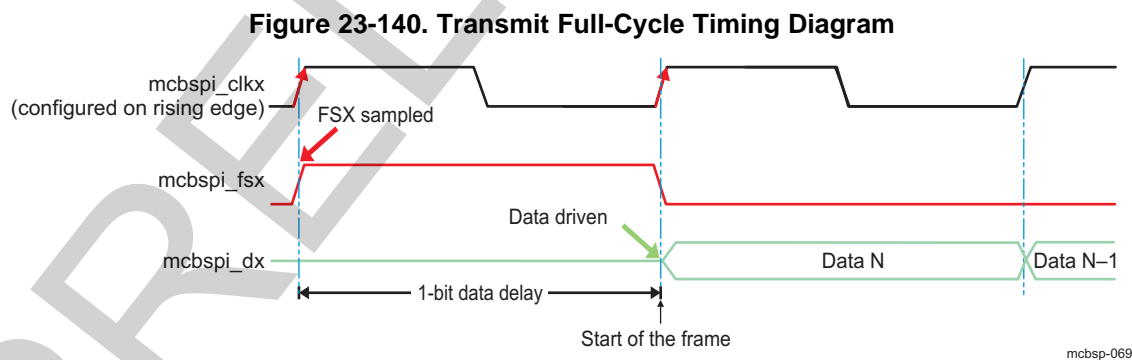 Figure 23-140. Transmit Full-Cycle Timing Diagram
mcbspi_clkx
(configured on rising edge)
FSX sampled
mcbspi_fsx
Data driven
mcbspi_dx
Data N
Data N–1
1-bit data delay
Start of the frame
mcbsp-069